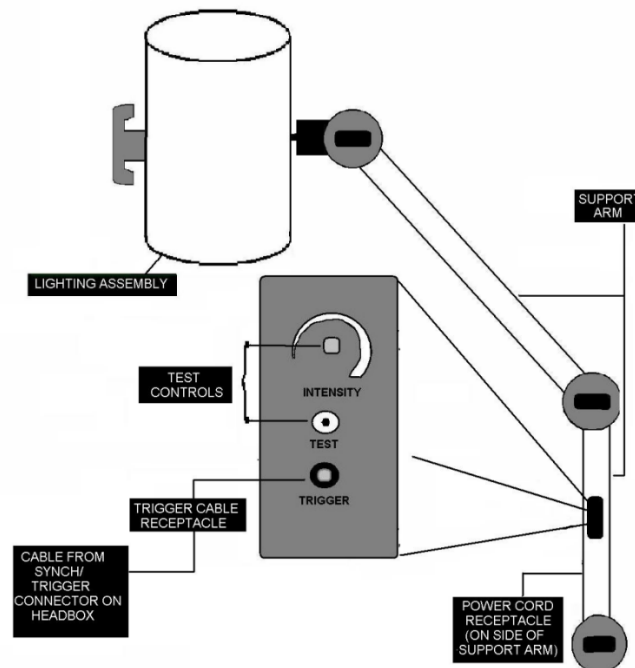 SUPPORT
ARM
LIGHTING ASSEMBLY
INTENSITY
TEST
CONTROLS
TEST
TRIGGER
TRIGGER CABLE
RECEPTACLE
CABLE FROM
SYNCH/
TRIGGER
CONNECTOR ON
HEADBOX
POWER CORD
RECEPTACLE
(ON SIDE OF
SUPPORT ARM)